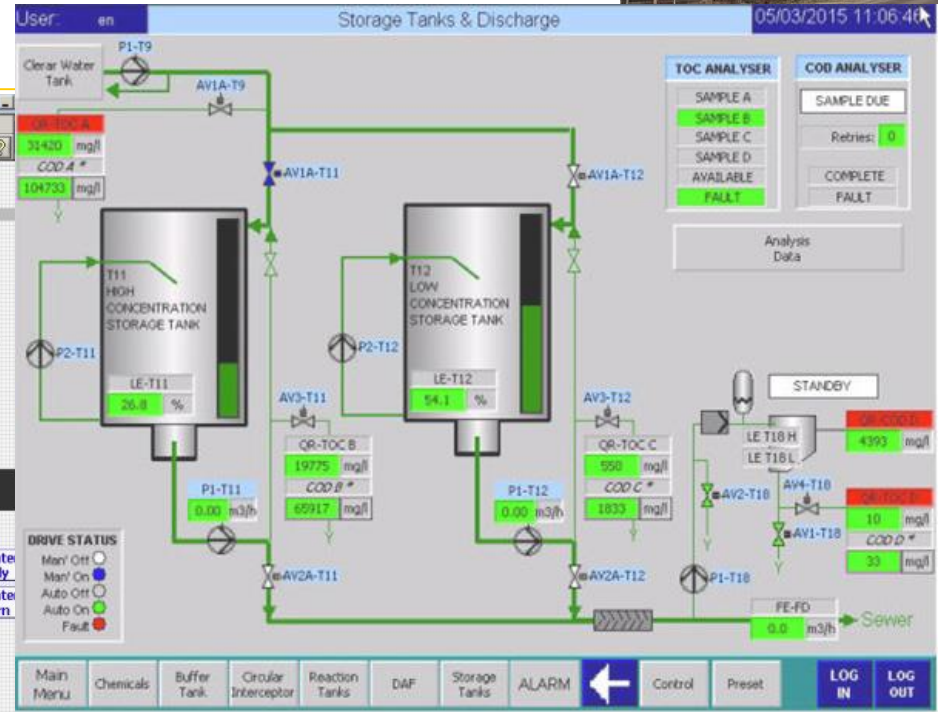 User: en
Storage Tanks & Discharge
05/03/2015 11:06:46
Clerar Water
Tank
P1-T9
AV1A-T9
QR-TOC A
31420 mg/l
COD A *
104733 mg/l
AV1A-T11
AV1A-T12
TOC ANALYSER
SAMPLE A
SAMPLE B
SAMPLE C
SAMPLE D
AVAILABLE
FAULT
COD ANALYSER
SAMPLE DUE
Retries: 0
COMPLETE
FAULT
Analysis
Data
T11
HIGH
CONCENTRATION
STORAGE TANK
P2-T11
LE-T11
26.8 %
T12
LOW
CONCENTRATION
STORAGE TANK
P2-T12
LE-T12
54.1 %
AV3-T11
QR-TOC B
19775 mg/l
COD B *
65917 mg/l
AV3-T12
QR-TOC C
550 mg/l
COD C *
1833 mg/l
P1-T11
0.00 m3/h
P1-T12
0.00 m3/h
AV2A-T11
AV2A-T12
STANDBY
LE T18 H
LE T18 L
QR-COD D
4393 mg/l
AV4-T18
AV2-T18
AV1-T18
QR-TOC D
10 mg/l
COD D *
33 mg/l
P1-T18
FE-FD
0.0 m3/h
Sewer
DRIVE STATUS
Man' Off
Man' On
Auto Off
Auto On
Fault
Main
Menu
Chemicals
Buffer
Tank
Circular
Interceptor
Reaction
Tanks
DAF
Storage
Tanks
ALARM
Control
Preset
LOG
IN
LOG
OUT